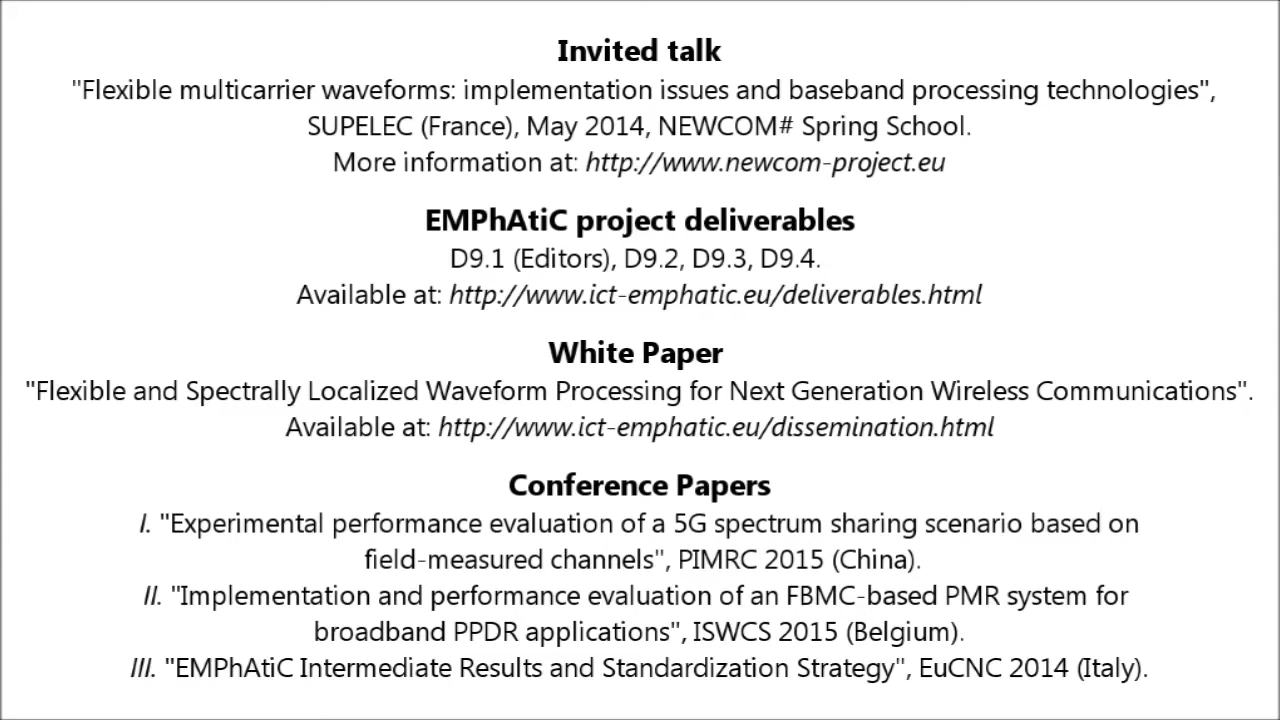 Invited talk
"Flexible multicarrier waveforms: implementation issues and baseband processing technologies",
SUPELEC (France), May 2014, NEWCOM# Spring School.
More information at: http://www.newcom-project.eu
EMPhAtiC project deliverables
D9.1 (Editors), D9.2, D9.3, D9.4.
Available at: http://www.ict-emphatic.eu/deliverables.html
White Paper
"Flexible and Spectrally Localized Waveform Processing for Next Generation Wireless Communications".
Available at: http://www.ict-emphatic.eu/dissemination.html
Conference Papers
I. "Experimental performance evaluation of a 5G spectrum sharing scenario based on
field-measured channels", PIMRC 2015 (China).
II. "Implementation and performance evaluation of an FBMC-based PMR system for
broadband PPDR applications", ISWCS 2015 (Belgium).
III. "EMPhAtiC Intermediate Results and Standardization Strategy", EuCNC 2014 (Italy).